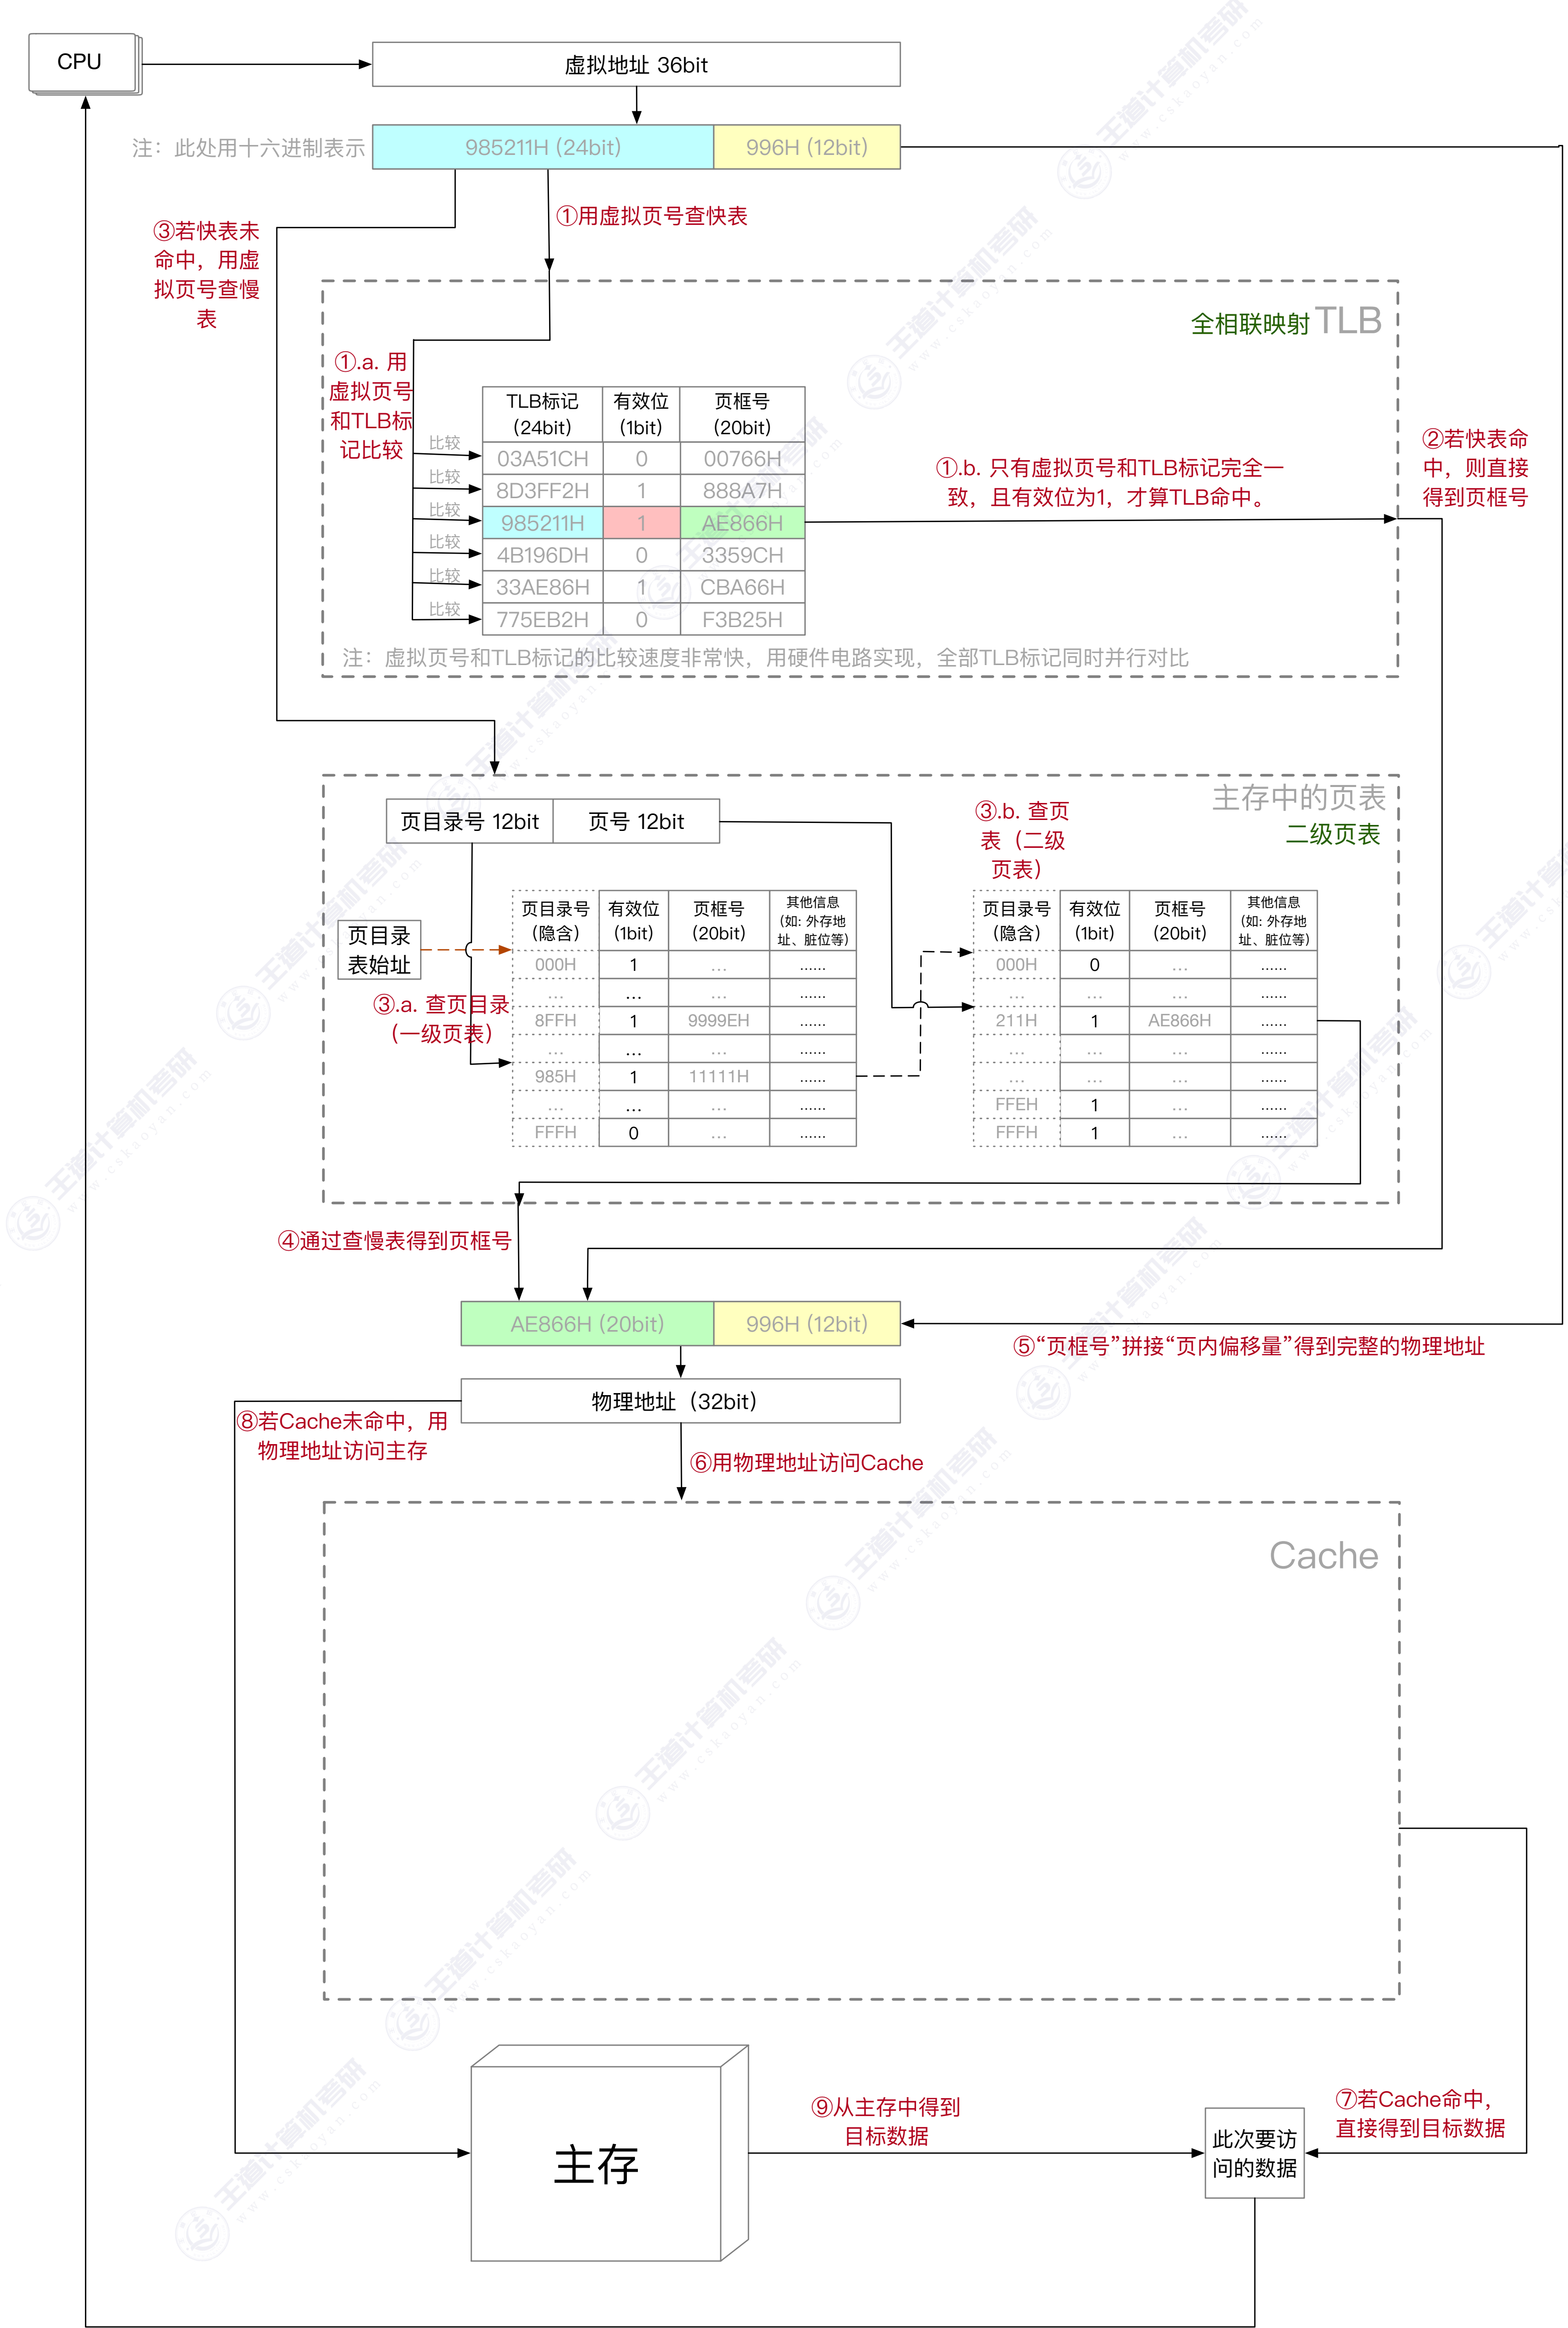 CPU
虚拟地址 36bit
注：此处用十六进制表示
985211H (24bit)
996H (12bit)
①用虚拟页号查快表
③若快表未
命中，用虚
拟页号查慢
表
全相联映射 TLB
①.a. 用
虚拟页号
和TLB标
记比较
TLB标记
(24bit)
有效位
(1bit)
页框号
(20bit)
比较
03A51CH 0 00766H
比较
8D3FF2H 1 888A7H
比较
985211H 1 AE866H
比较
4B196DH 0 3359CH
比较
33AE86H 1 CBA66H
比较
775EB2H 0 F3B25H
①.b. 只有虚拟页号和TLB标记完全一
致，且有效位为1，才算TLB命中。
②若快表命
中，则直接
得到页框号
注：虚拟页号和TLB标记的比较速度非常快，用硬件电路实现，全部TLB标记同时并行对比
主存中的页表
二级页表
页目录号 12bit
页号 12bit
③.b. 查页
表（二级
页表）
页目录
表始址
③.a. 查页目录
（一级页表）
页目录号
(隐含)
有效位
(1bit)
页框号
(20bit)
其他信息
(如: 外存地
址、脏位等)
000H 1 ... ......
... ... ... ......
8FFH 1 9999EH ......
... ... ... ......
985H 1 11111H ......
... ... ... ......
FFFH 0 ... ......
页目录号
(隐含)
有效位
(1bit)
页框号
(20bit)
其他信息
(如: 外存地
址、脏位等)
000H 0 ... ......
... ... ... ......
211H 1 AE866H ......
... ... ... ......
... ... ... ......
FFEH 1 ... ......
FFFH 1 ... ......
④通过查慢表得到页框号
AE866H (20bit)
996H (12bit)
⑤“页框号”拼接“页内偏移量”得到完整的物理地址
物理地址（32bit）
⑧若Cache未命中，用
物理地址访问主存
⑥用物理地址访问Cache
Cache
主存
⑨从主存中得到
目标数据
此次要访
问的数据
⑦若Cache命中，
直接得到目标数据
王道计算机考研
www.cskaoyan.com